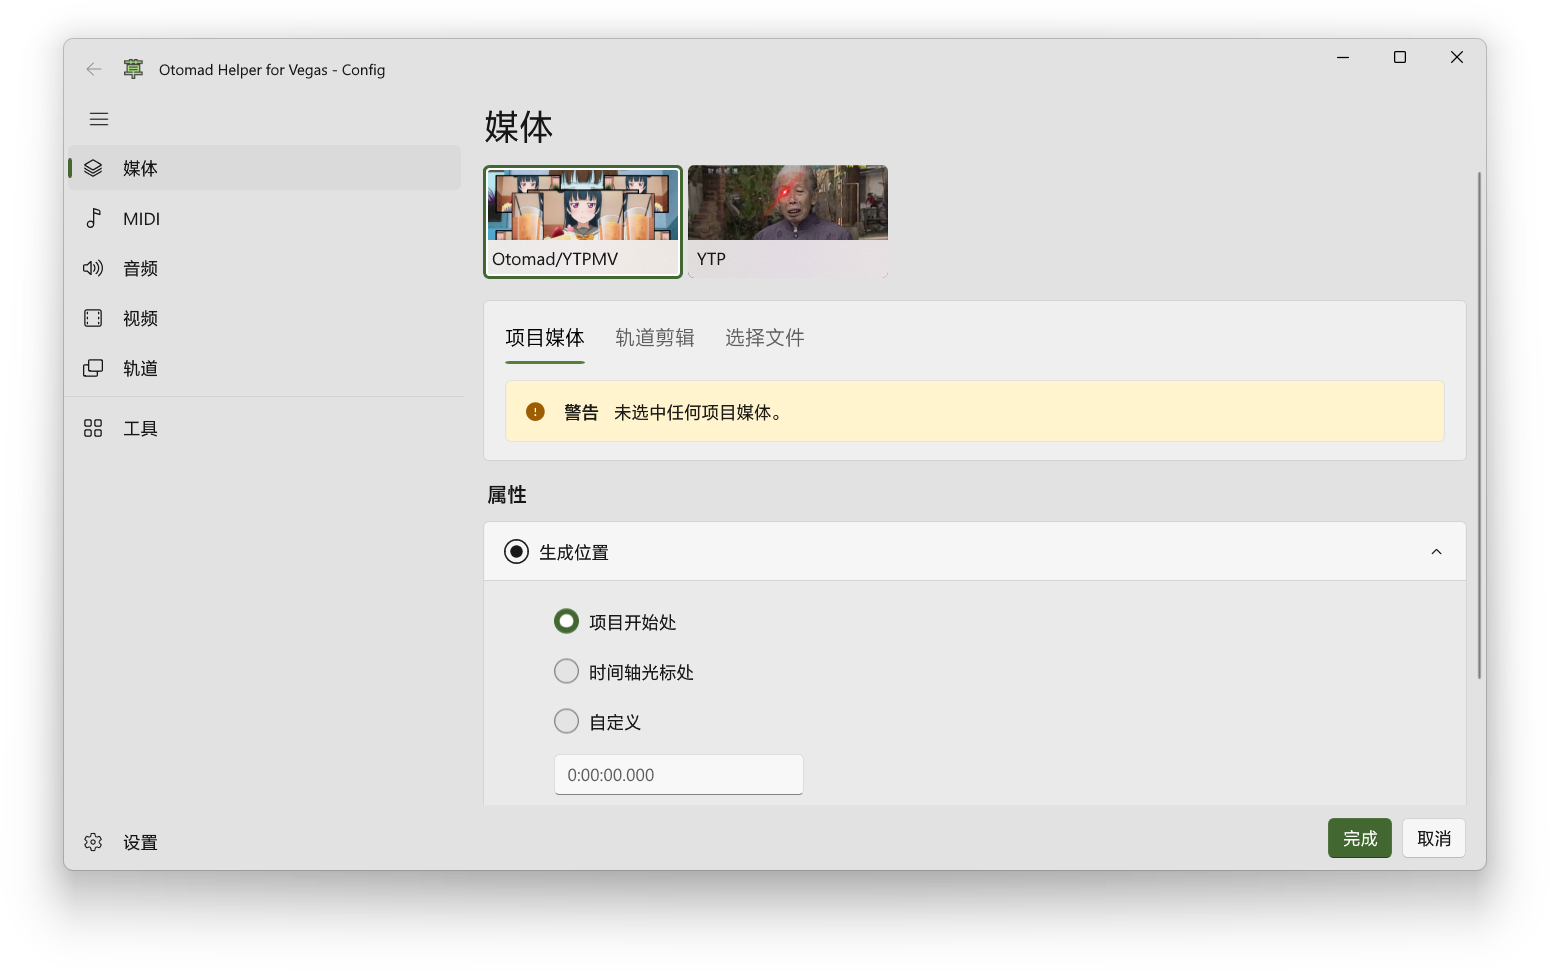 Otomad Helper for Vegas - Config
媒体
MIDI
音频
视频
轨道
工具
设置
媒体
Otomad/YTPMV
YTP
项目媒体 轨道剪辑 选择文件
警告 未选中任何项目媒体。
属性
生成位置
项目开始处
时间轴光标处
自定义
0:00:00.000
完成 取消